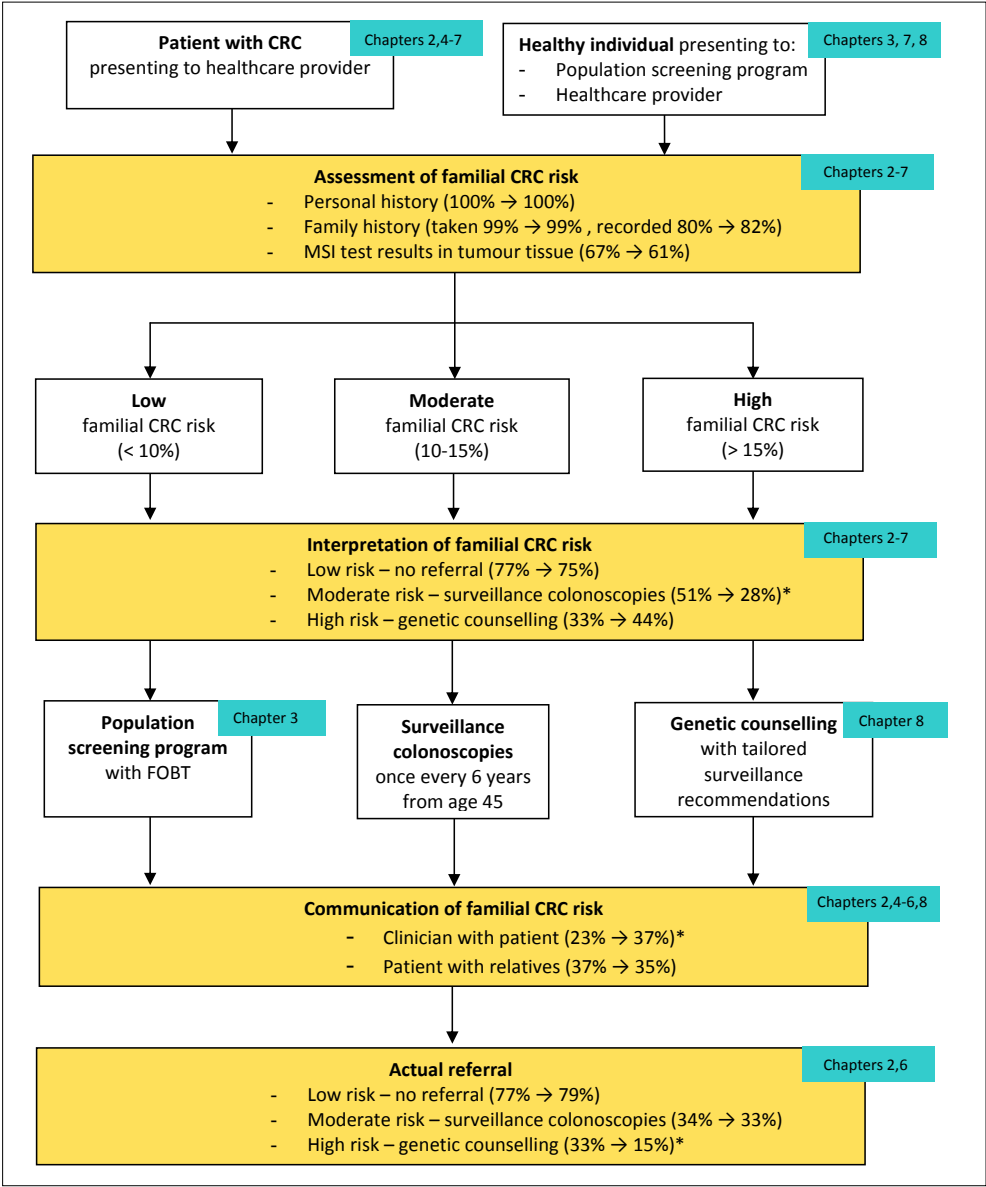 Patient with CRC
presenting to healthcare provider
Chapters 2,4-7
Healthy individual presenting to:
- Population screening program
- Healthcare provider
Chapters 3, 7, 8
Assessment of familial CRC risk
- Personal history (100% → 100%)
- Family history (taken 99% → 99% , recorded 80% → 82%)
- MSI test results in tumour tissue (67% → 61%)
Chapters 2-7
Low
familial CRC risk
(< 10%)
Moderate
familial CRC risk
(10-15%)
High
familial CRC risk
(> 15%)
Interpretation of familial CRC risk
- Low risk – no referral (77% → 75%)
- Moderate risk – surveillance colonoscopies (51% → 28%)*
- High risk – genetic counselling (33% → 44%)
Chapters 2-7
Population
screening program
with FOBT
Chapter 3
Surveillance
colonoscopies
once every 6 years
from age 45
Genetic counselling
with tailored
surveillance
recommendations
Chapter 8
Communication of familial CRC risk
- Clinician with patient (23% → 37%)*
- Patient with relatives (37% → 35%)
Chapters 2,4-6,8
Actual referral
- Low risk – no referral (77% → 79%)
- Moderate risk – surveillance colonoscopies (34% → 33%)
- High risk – genetic counselling (33% → 15%)*
Chapters 2,6